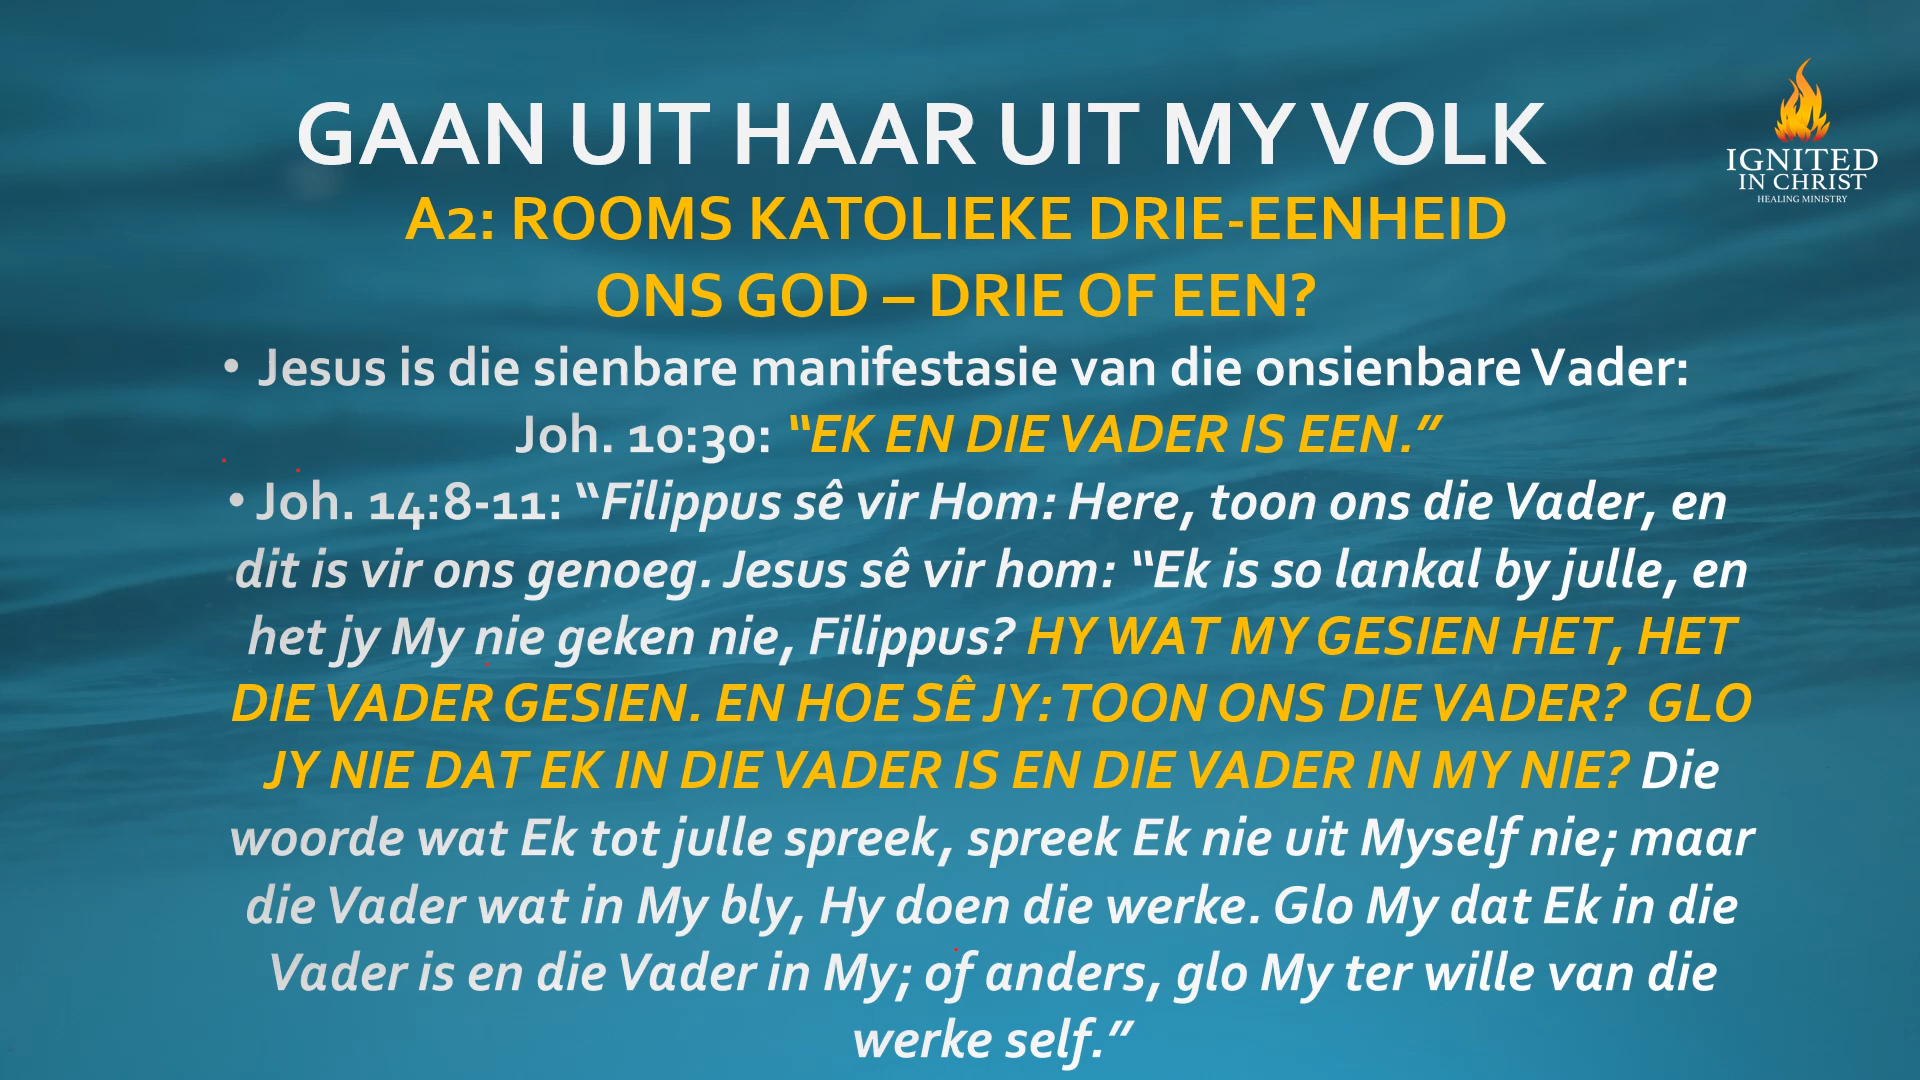 GAAN UIT HAAR UIT MY VOLK
IGNITED
IN CHRIST
HEALING MINISTRY
A2: ROOMS KATOLIEKE DRIE-EENHEID
ONS GOD – DRIE OF EEN?
• Jesus is die sienbare manifestasie van die onsienbare Vader:
Joh. 10:30: “EK EN DIE VADER IS EEN.”
• Joh. 14:8-11: “Filippus sê vir Hom: Here, toon ons die Vader, en
dit is vir ons genoeg. Jesus sê vir hom: “Ek is so lankal by julle, en
het jy My nie geken nie, Filippus? HY WAT MY GESIEN HET, HET
DIE VADER GESIEN. EN HOE SÊ JY: TOON ONS DIE VADER? GLO
JY NIE DAT EK IN DIE VADER IS EN DIE VADER IN MY NIE? Die
woorde wat Ek tot julle spreek, spreek Ek nie uit Myself nie; maar
die Vader wat in My bly, Hy doen die werke. Glo My dat Ek in die
Vader is en die Vader in My; of anders, glo My ter wille van die
werke self.”